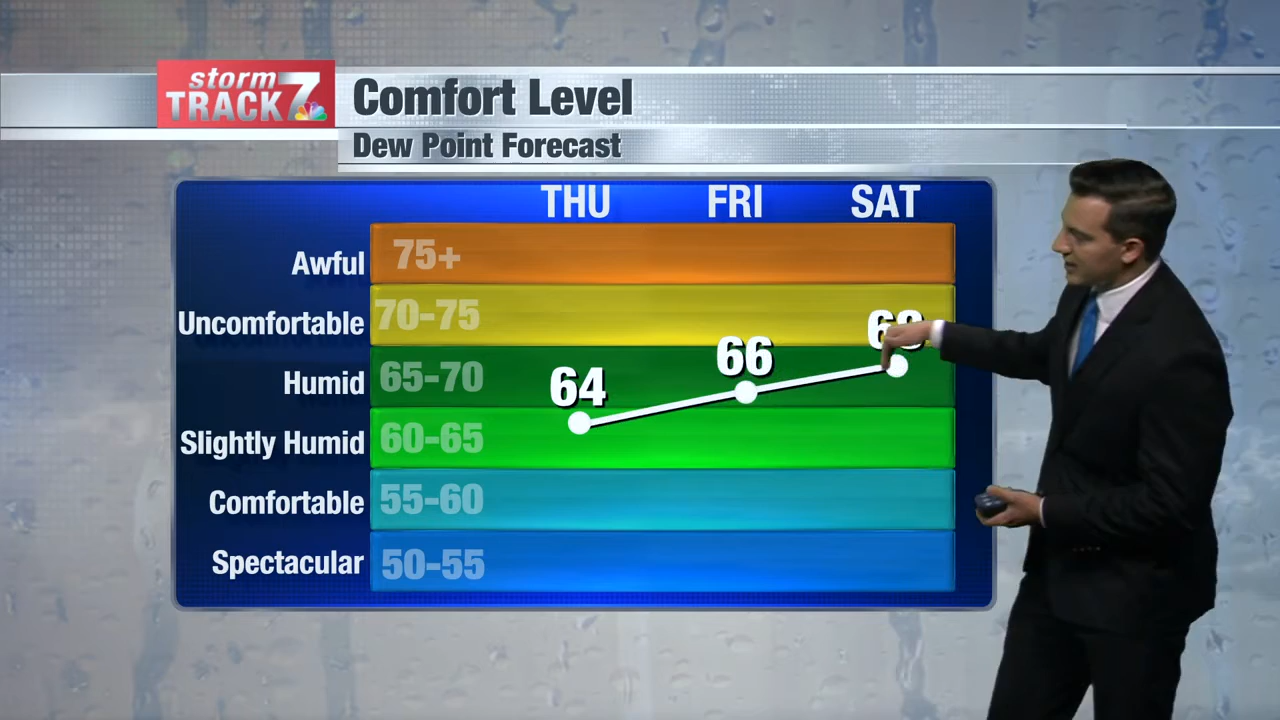 storm
TRACK 7
Comfort Level
Dew Point Forecast
THU FRI SAT
Awful 75+
Uncomfortable 70-75
Humid 65-70
Slightly Humid 60-65
Comfortable 55-60
Spectacular 50-55
64
66